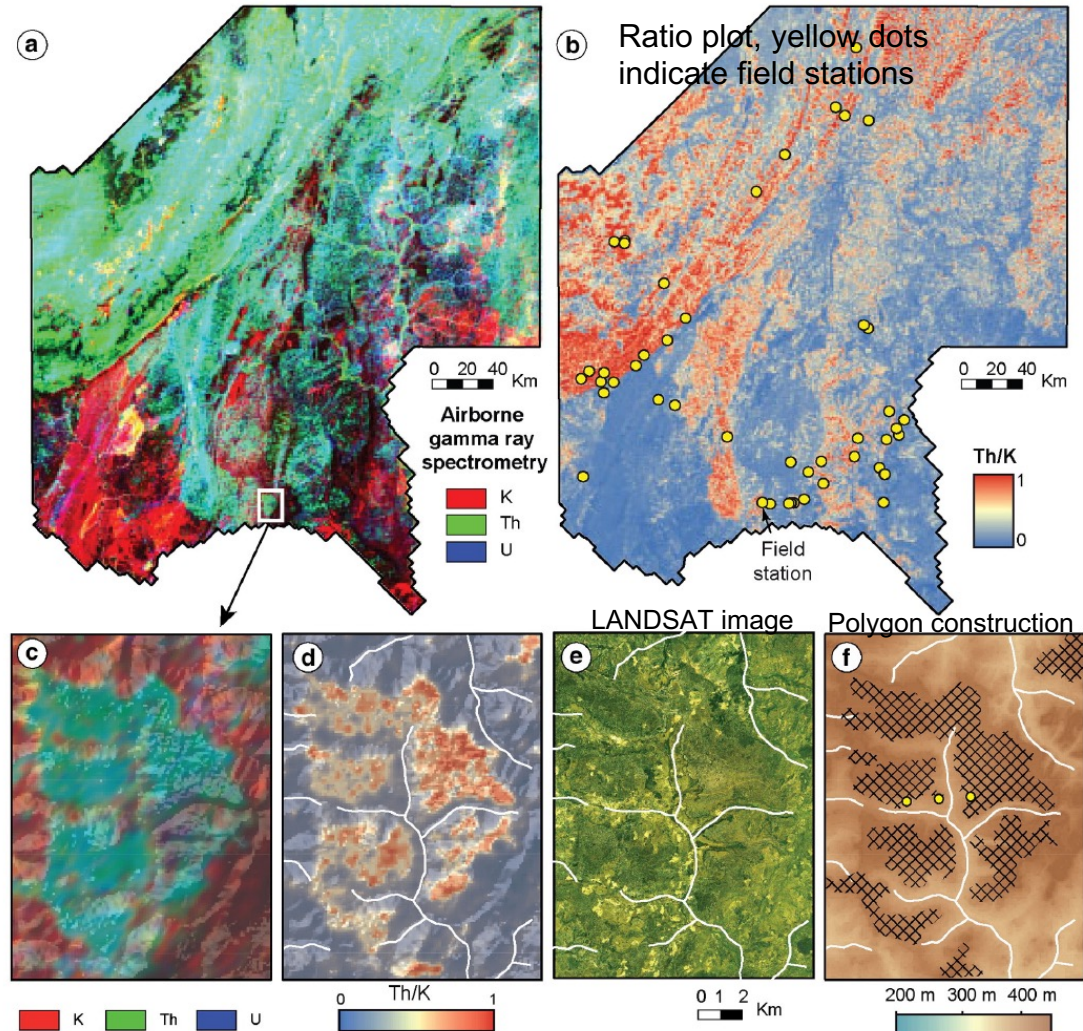 a
b
Ratio plot, yellow dots
indicate field stations
0 20 40
Km
Airborne
gamma ray
spectrometry
K
Th
U
0 20 40
Km
Th/K
1
0
Field
station
LANDSAT image
Polygon construction
c
d
e
f
K
Th
U
0
Th/K
1
0 1 2
Km
200 m
300 m
400 m